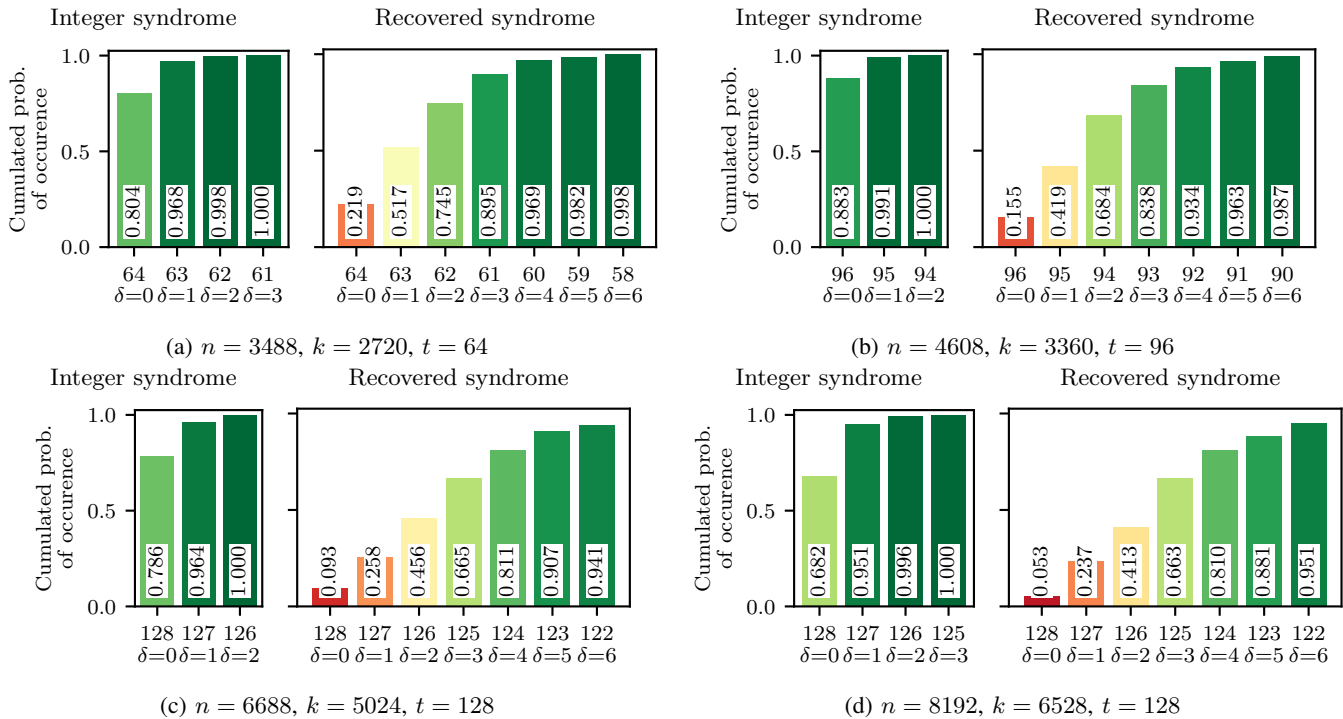 Integer syndrome
Recovered syndrome
Cumulated prob.
of occurence
1.0
0.5
0.0
0.804
0.968
0.998
1.000
0.219
0.517
0.745
0.895
0.969
0.982
0.998
64 63 62 61
δ=0 δ=1 δ=2 δ=3
64 63 62 61 60 59 58
δ=0 δ=1 δ=2 δ=3 δ=4 δ=5 δ=6
(a) n = 3488, k = 2720, t = 64
Integer syndrome
Recovered syndrome
Cumulated prob.
of occurence
1.0
0.5
0.0
0.883
0.991
1.000
0.155
0.419
0.684
0.838
0.934
0.963
0.987
96 95 94
δ=0 δ=1 δ=2
96 95 94 93 92 91 90
δ=0 δ=1 δ=2 δ=3 δ=4 δ=5 δ=6
(b) n = 4608, k = 3360, t = 96
Integer syndrome
Recovered syndrome
Cumulated prob.
of occurence
1.0
0.5
0.0
0.786
0.964
1.000
0.093
0.258
0.456
0.665
0.811
0.907
0.941
128 127 126
δ=0 δ=1 δ=2
128 127 126 125 124 123 122
δ=0 δ=1 δ=2 δ=3 δ=4 δ=5 δ=6
(c) n = 6688, k = 5024, t = 128
Integer syndrome
Recovered syndrome
Cumulated prob.
of occurence
1.0
0.5
0.0
0.682
0.951
0.996
1.000
0.053
0.237
0.413
0.663
0.810
0.881
0.951
128 127 126 125
δ=0 δ=1 δ=2 δ=3
128 127 126 125 124 123 122
δ=0 δ=1 δ=2 δ=3 δ=4 δ=5 δ=6
(d) n = 8192, k = 6528, t = 128